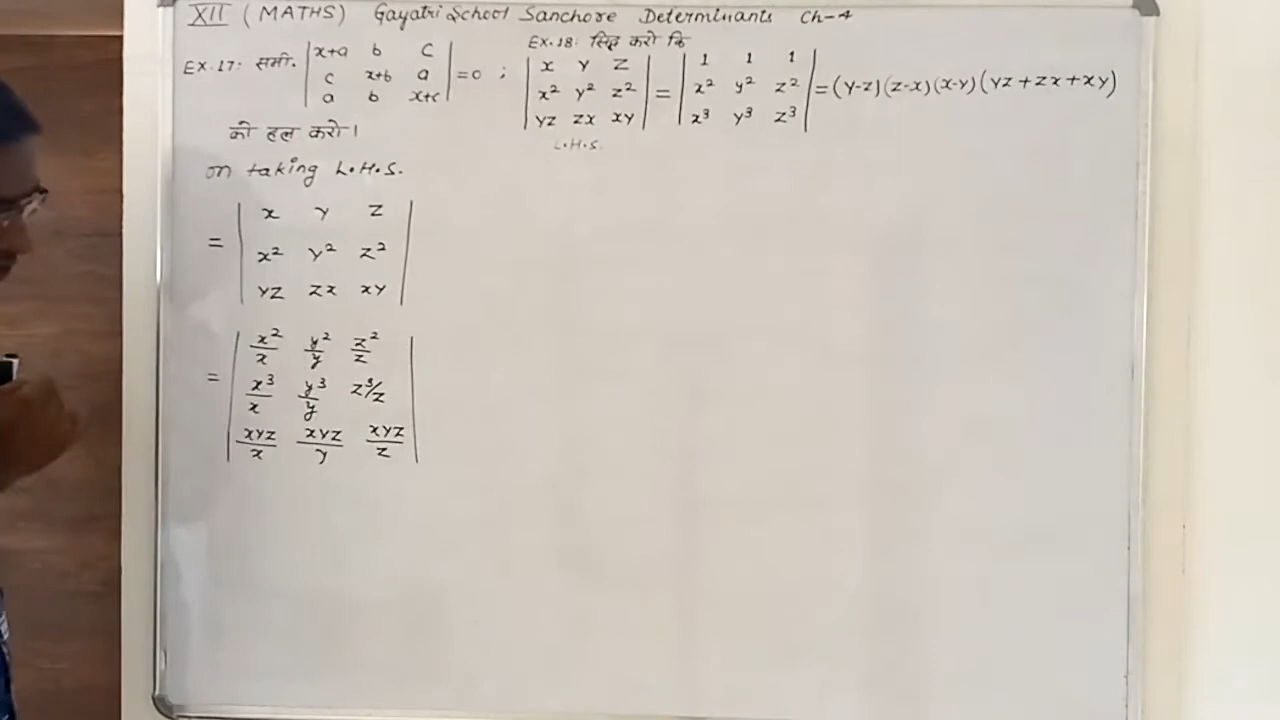 XII (MATHS) Gayatri School Sanchore Determinants Ch-4
EX.17: समी. |x+a b c| = 0 ;
|c x+b a|
|a b x+c|
को हल करो।
EX.18: सिद्ध करो कि
|x y z| = |1 1 1| = (y-z)(z-x)(x-y)(yz+zx+xy)
|x² y² z²| |x² y² z²|
|yz zx xy| |x³ y³ z³|
L.H.S.
on taking L.H.S.
= |x y z|
|x² y² z²|
|yz zx xy|
= |x²/x y²/y z²/z|
|x³/x y³/y z³/z|
|xyz/x xyz/y xyz/z|